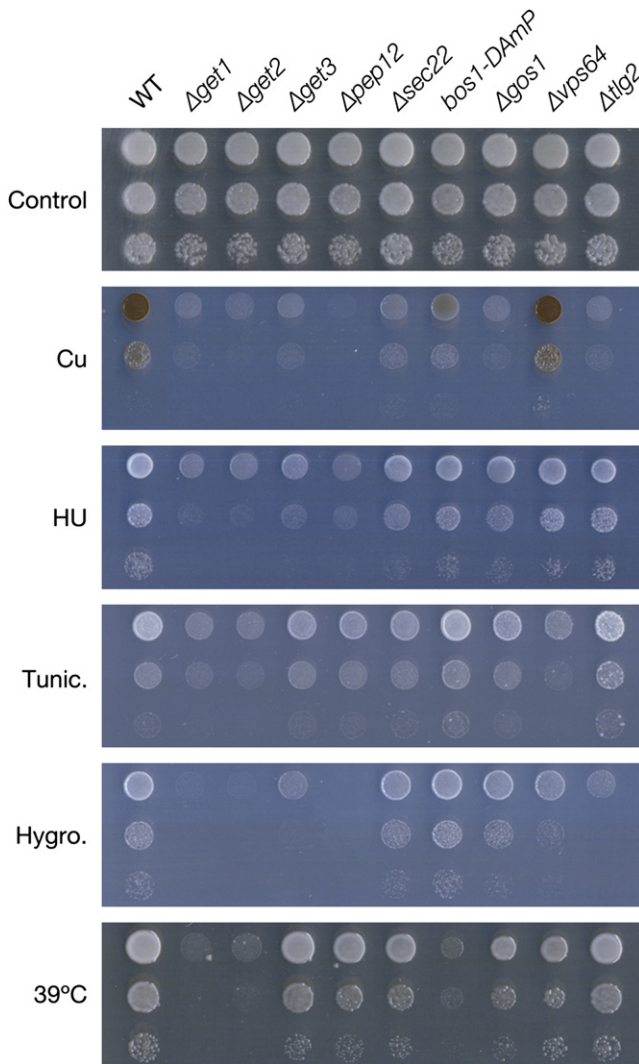 WT Δget1 Δget2 Δget3 Δpep12 Δsec22 bos1-DAmP Δgos1 Δvps64 Δtlg2
Control
Cu
HU
Tunic.
Hygro.
39ºC